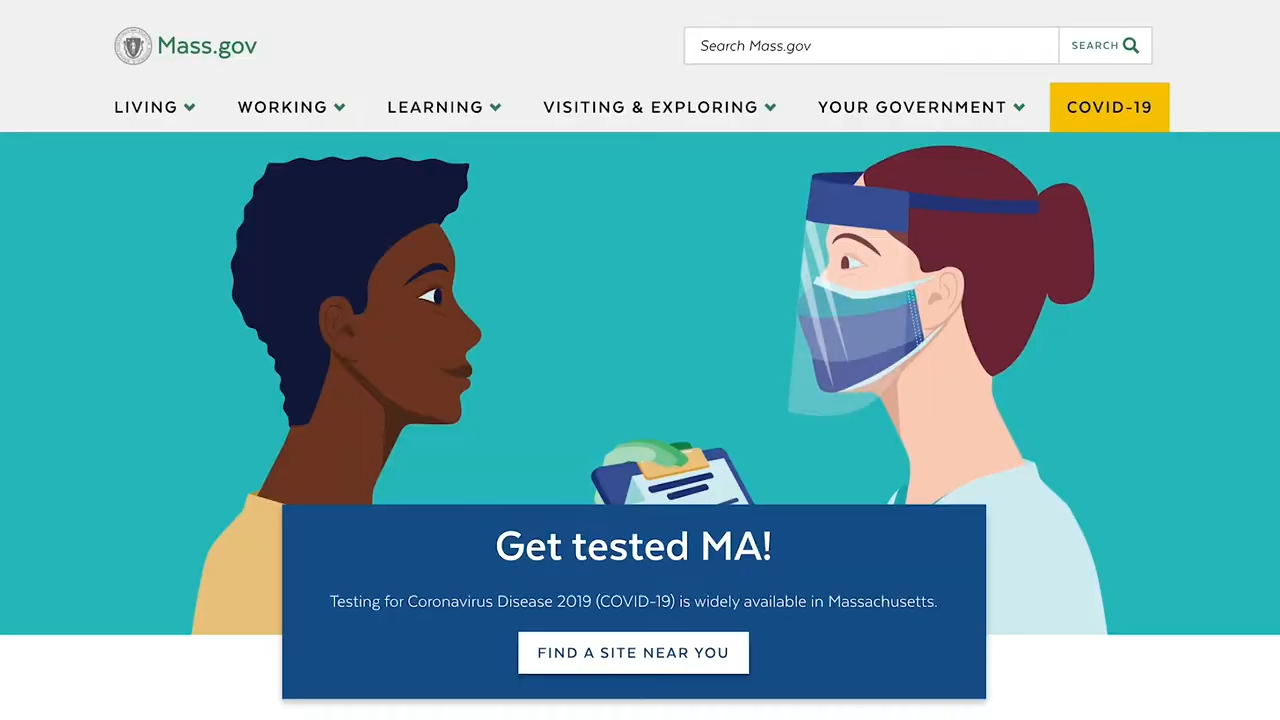 Mass.gov
Search Mass.gov
SEARCH
LIVING
WORKING
LEARNING
VISITING & EXPLORING
YOUR GOVERNMENT
COVID-19
Get tested MA!
Testing for Coronavirus Disease 2019 (COVID-19) is widely available in Massachusetts.
FIND A SITE NEAR YOU